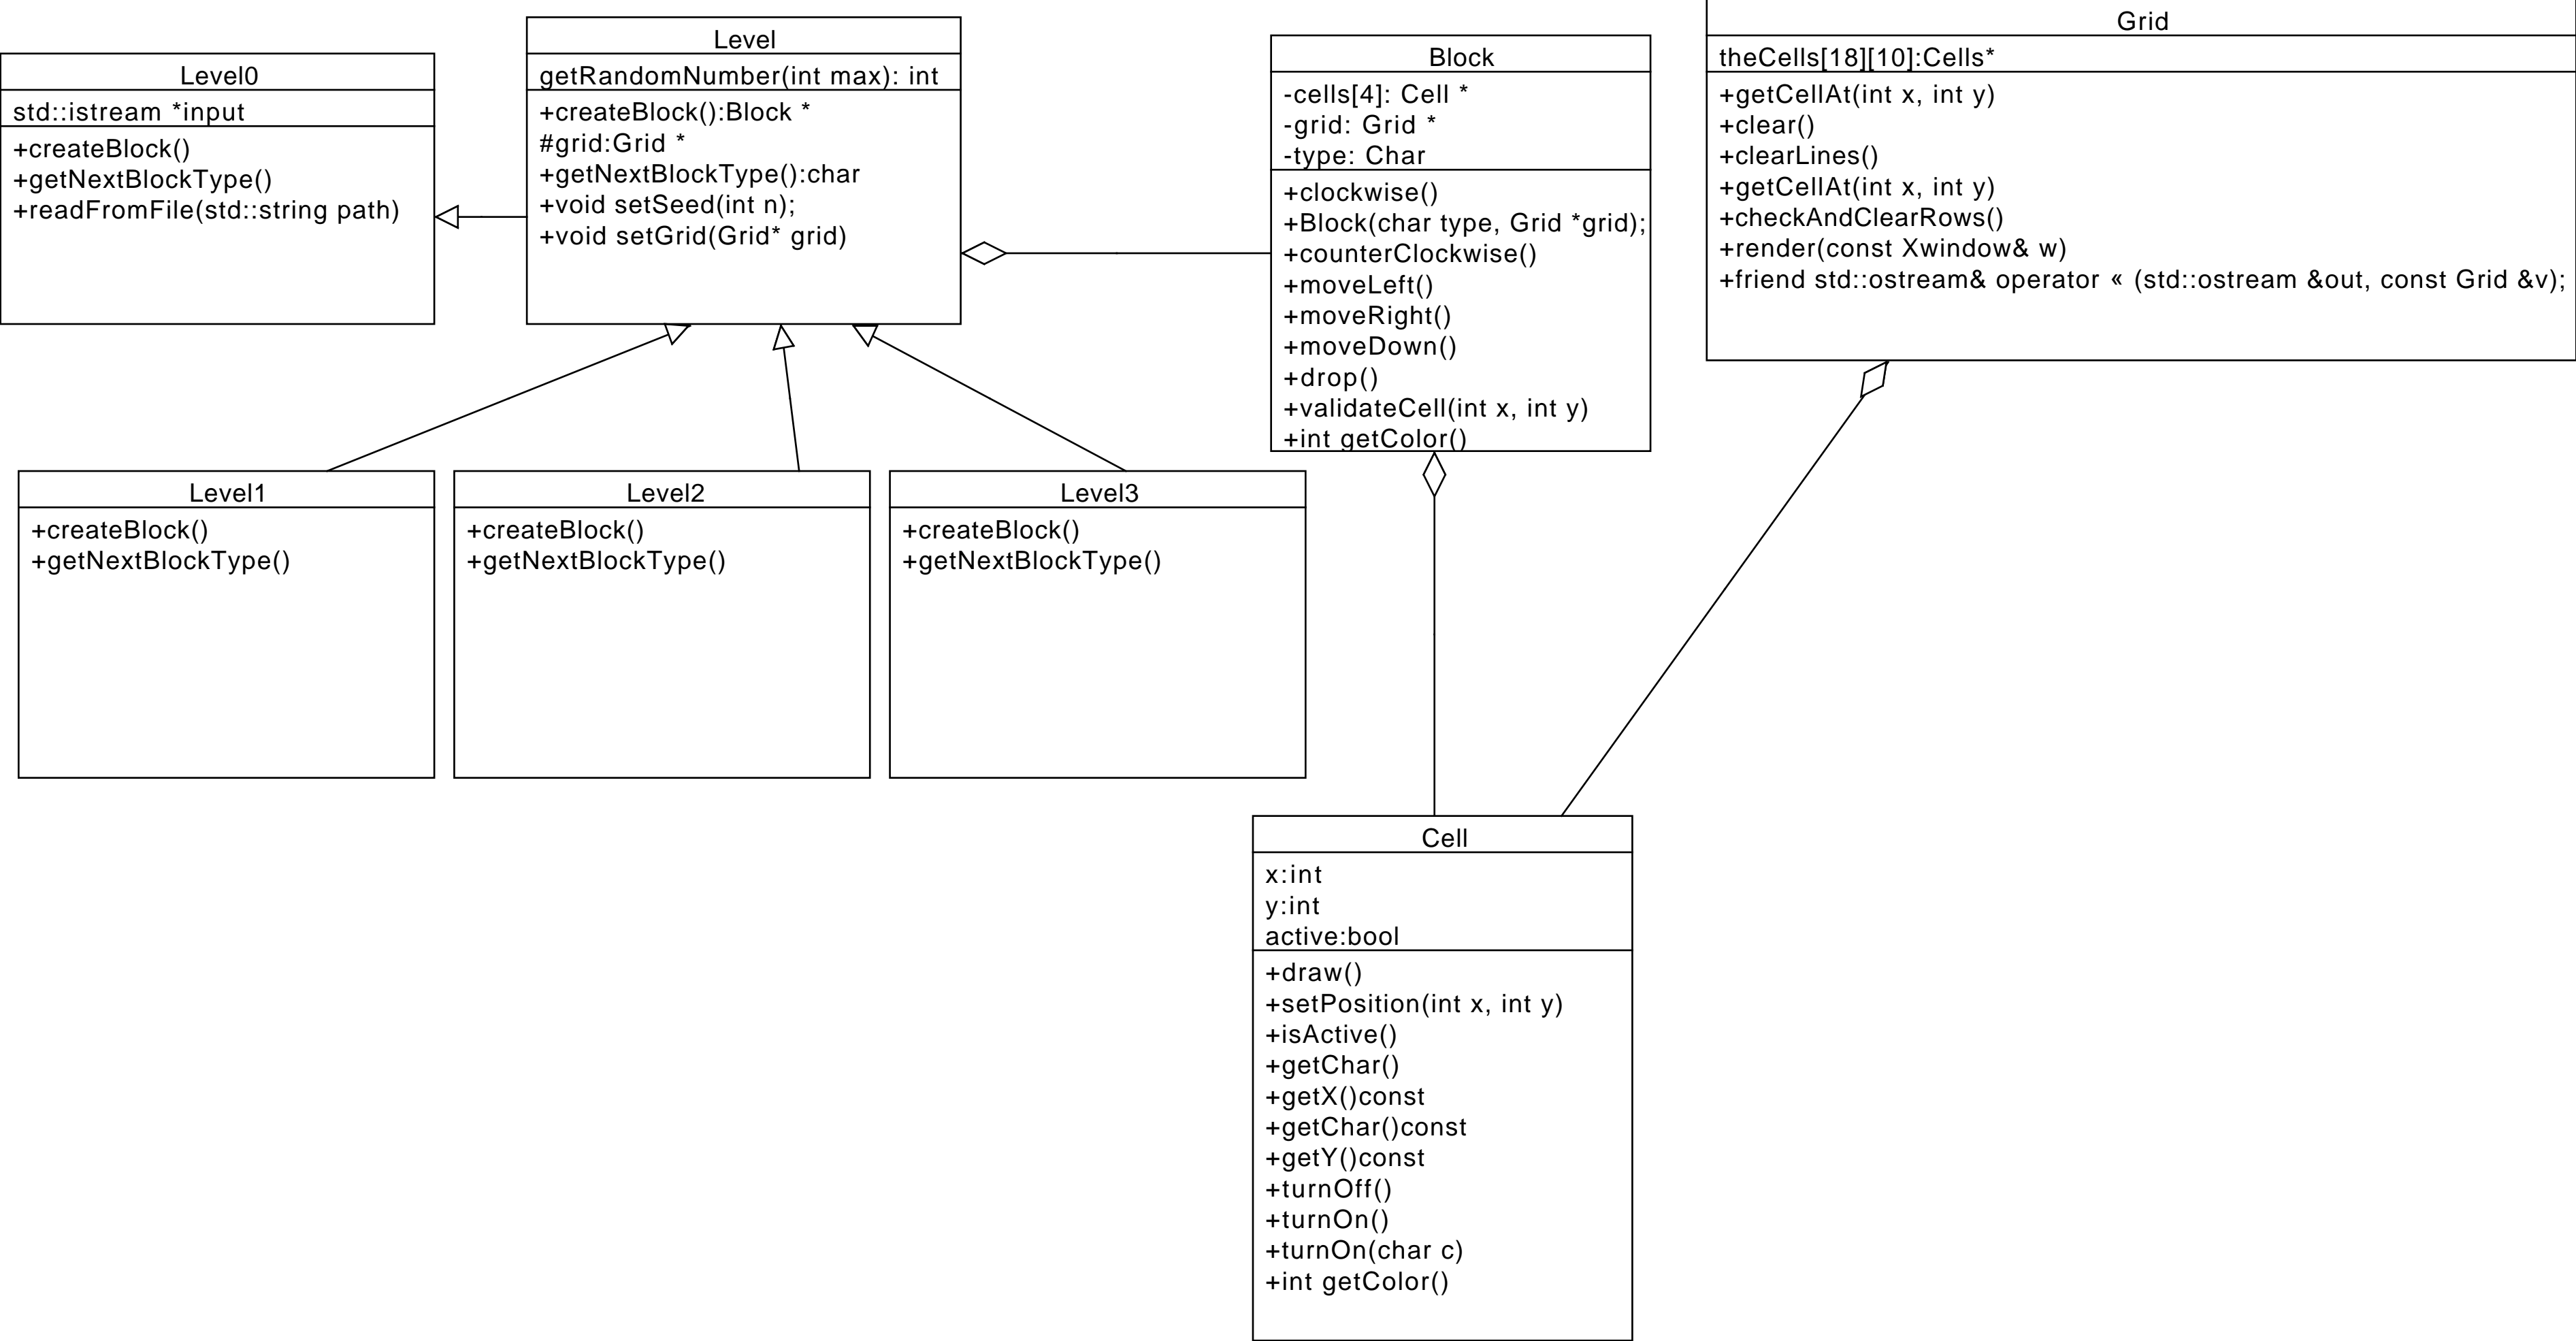 Level0
std::istream *input
+createBlock()
+getNextBlockType()
+readFromFile(std::string path)
Level
getRandomNumber(int max): int
+createBlock():Block *
#grid:Grid *
+getNextBlockType():char
+void setSeed(int n);
+void setGrid(Grid* grid)
Block
-cells[4]: Cell *
-grid: Grid *
-type: Char
+clockwise()
+Block(char type, Grid *grid);
+counterClockwise()
+moveLeft()
+moveRight()
+moveDown()
+drop()
+validateCell(int x, int y)
+int getColor()
Grid
theCells[18][10]:Cells*
+getCellAt(int x, int y)
+clear()
+clearLines()
+getCellAt(int x, int y)
+checkAndClearRows()
+render(const Xwindow& w)
+friend std::ostream& operator « (std::ostream &out, const Grid &v);
Level1
+createBlock()
+getNextBlockType()
Level2
+createBlock()
+getNextBlockType()
Level3
+createBlock()
+getNextBlockType()
Cell
x:int
y:int
active:bool
+draw()
+setPosition(int x, int y)
+isActive()
+getChar()
+getX()const
+getChar()const
+getY()const
+turnOff()
+turnOn()
+turnOn(char c)
+int getColor()